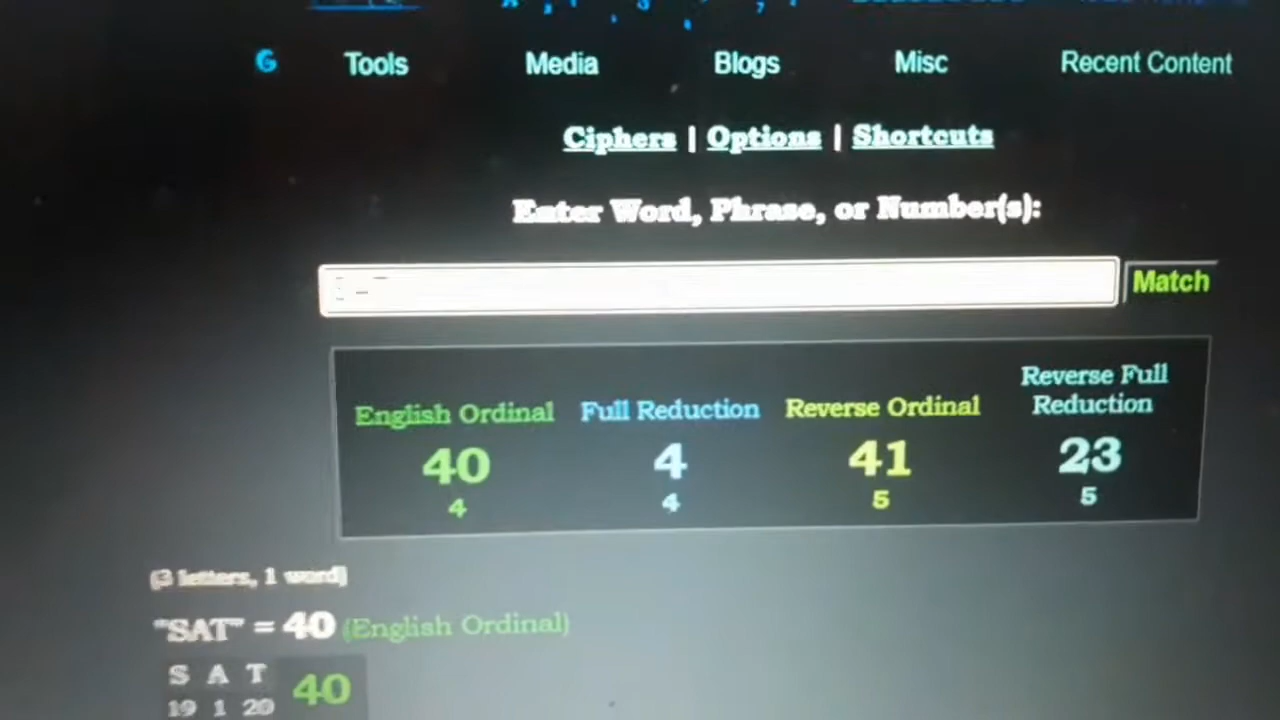 G Tools Media Blogs Misc Recent Content
Ciphers | Options | Shortcuts
Enter Word, Phrase, or Number(s):
Match
English Ordinal Full Reduction Reverse Ordinal Reverse Full Reduction
40 4 41 23
4 4 5 5
(3 letters, 1 word)
"SAT" = 40 (English Ordinal)
S A T 40
19 1 20